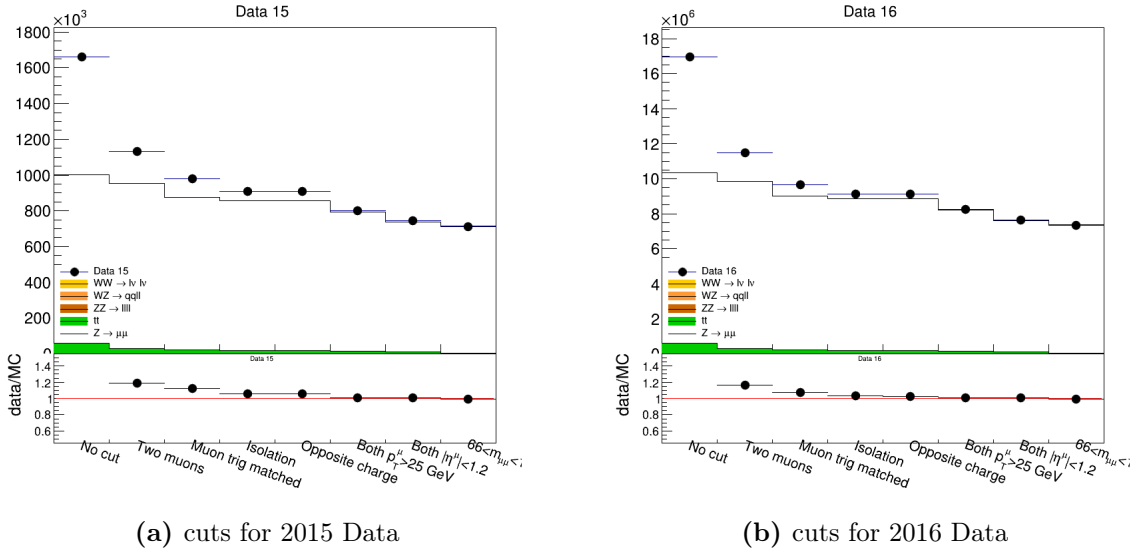 Data 15
×10³
1800
1600
1400
1200
1000
800
600
400
200
0
Data 15
WW → lν lν
WZ → qqll
ZZ → llll
tt
Z → μμ
Data 15
data/MC
1.4
1.2
1
0.8
0.6
No cut
Two muons
Muon trig matched
Isolation
Opposite charge
Both p_T^μ>25 GeV
Both |η^μ|<1.2
66<m_μμ<1
Data 16
×10⁶
18
16
14
12
10
8
6
4
2
0
Data 16
WW → lν lν
WZ → qqll
ZZ → llll
tt
Z → μμ
Data 16
data/MC
1.4
1.2
1
0.8
0.6
No cut
Two muons
Muon trig matched
Isolation
Opposite charge
Both p_T^μ>25 GeV
Both |η^μ|<1.2
66<m_μμ<1
(a) cuts for 2015 Data
(b) cuts for 2016 Data